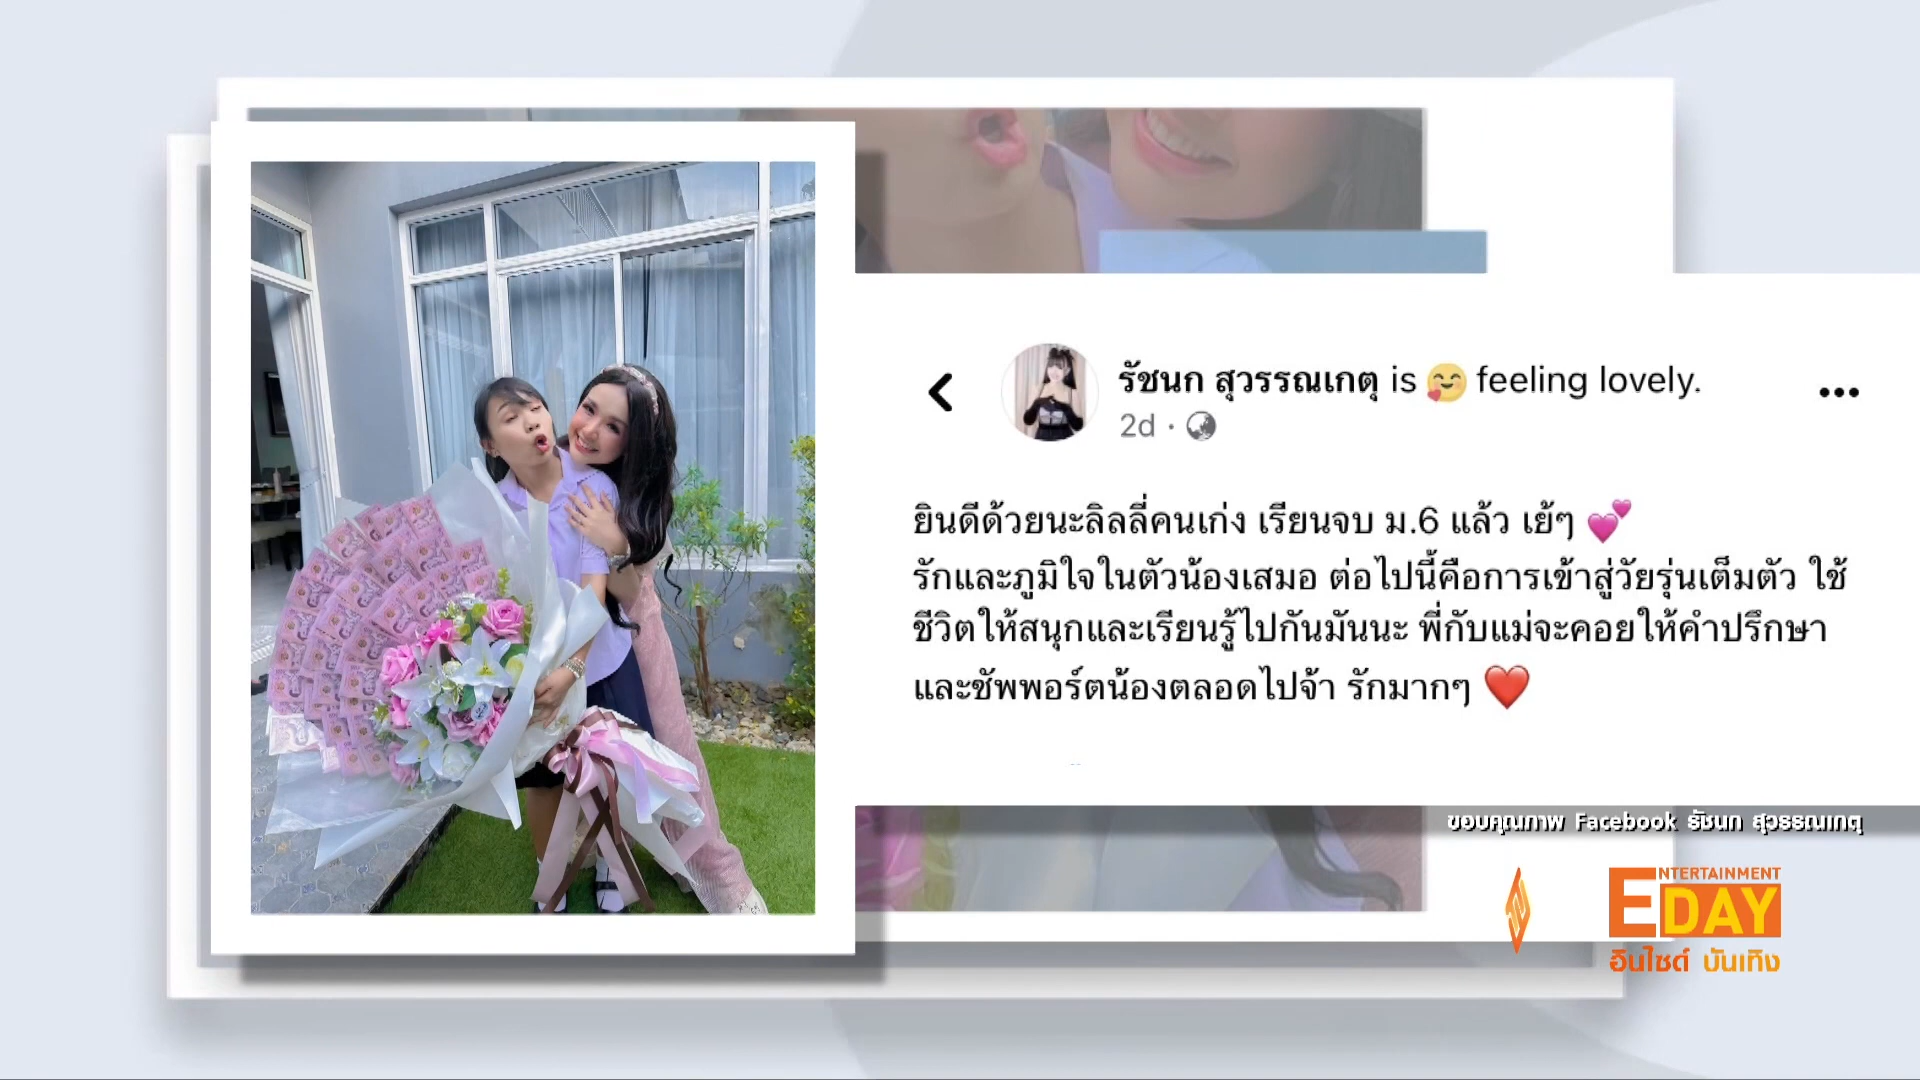 รัชนก สุวรรณเกตุ is 🥰 feeling lovely.
2d ·
ยินดีด้วยนะลิลลี่คนเก่ง เรียนจบ ม.6 แล้ว เย้ๆ 💕
รักและภูมิใจในตัวน้องเสมอ ต่อไปนี้คือการเข้าสู่วัยรุ่นเต็มตัว ใช้
ชีวิตให้สนุกและเรียนรู้ไปกันมันนะ พี่กับแม่จะคอยให้คำปรึกษา
และซัพพอร์ตน้องตลอดไปจ้า รักมากๆ ❤️
ขอบคุณภาพ Facebook รัชนก สุวรรณเกตุ
ENTERTAINMENT
EDAY
อินไซด์ บันเทิง